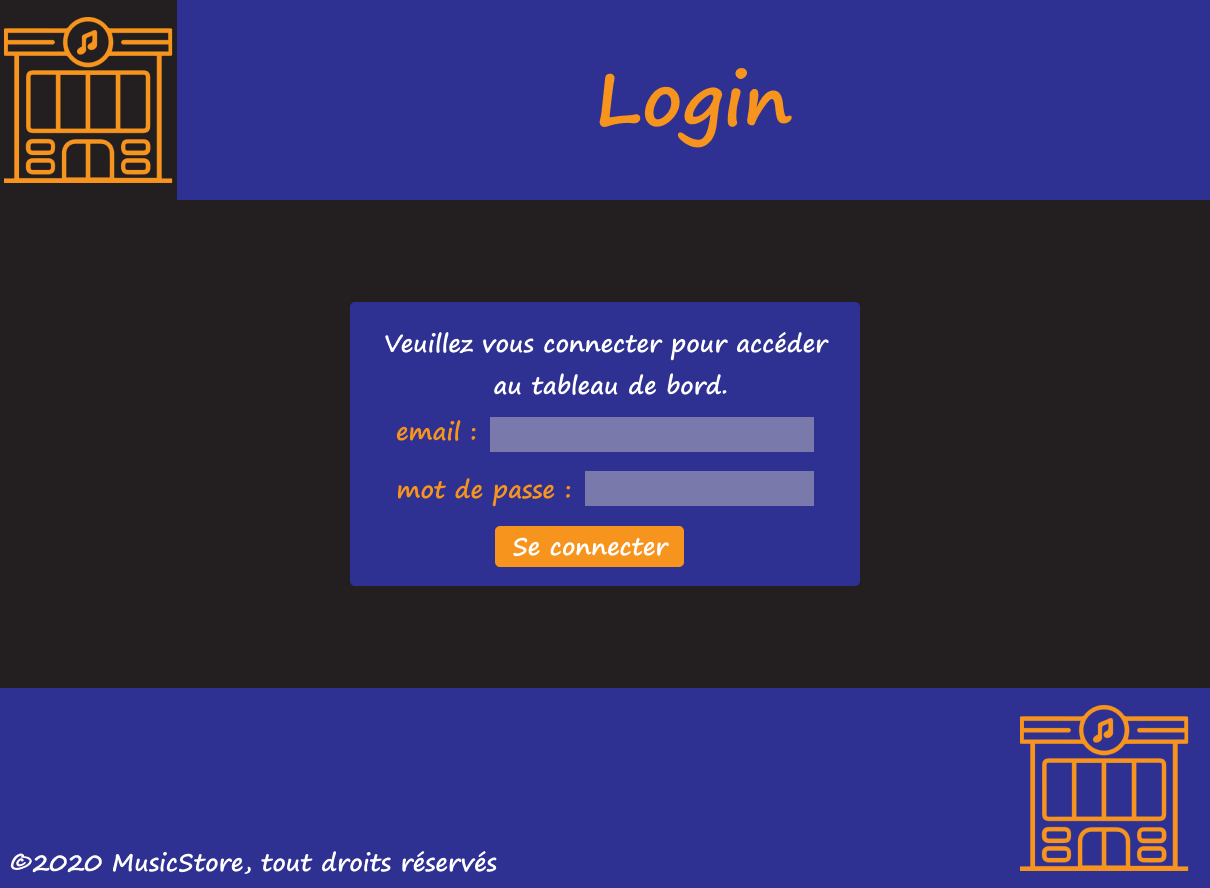 Login
Veuillez vous connecter pour accéder
au tableau de bord.
email :
mot de passe :
Se connecter
©2020 MusicStore, tout droits réservés